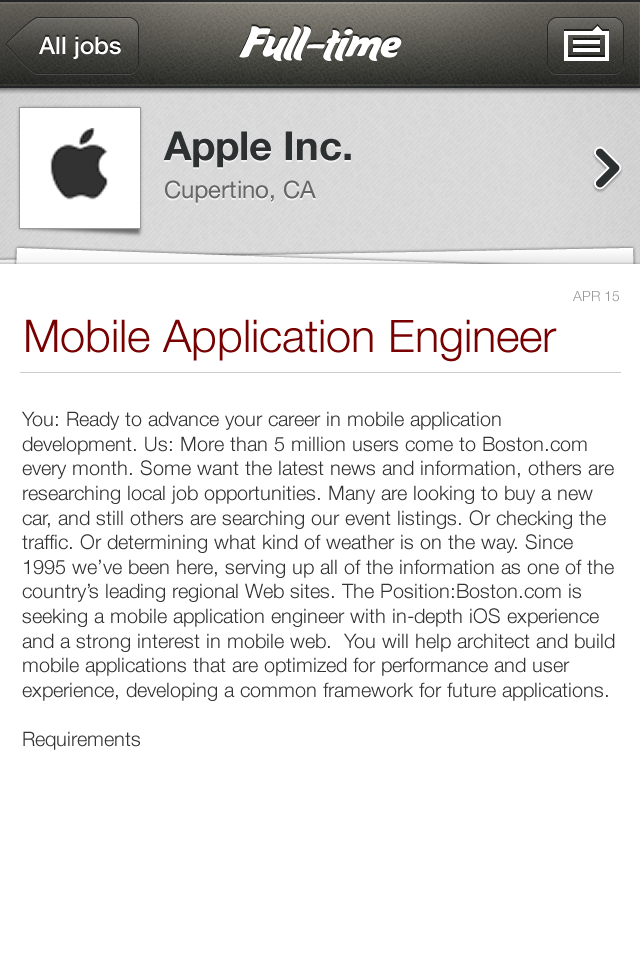 All jobs
Full-time
Apple Inc.
Cupertino, CA
APR 15
Mobile Application Engineer
You: Ready to advance your career in mobile application
development. Us: More than 5 million users come to Boston.com
every month. Some want the latest news and information, others are
researching local job opportunities. Many are looking to buy a new
car, and still others are searching our event listings. Or checking the
traffic. Or determining what kind of weather is on the way. Since
1995 we’ve been here, serving up all of the information as one of the
country’s leading regional Web sites. The Position:Boston.com is
seeking a mobile application engineer with in-depth iOS experience
and a strong interest in mobile web.  You will help architect and build
mobile applications that are optimized for performance and user
experience, developing a common framework for future applications.
Requirements